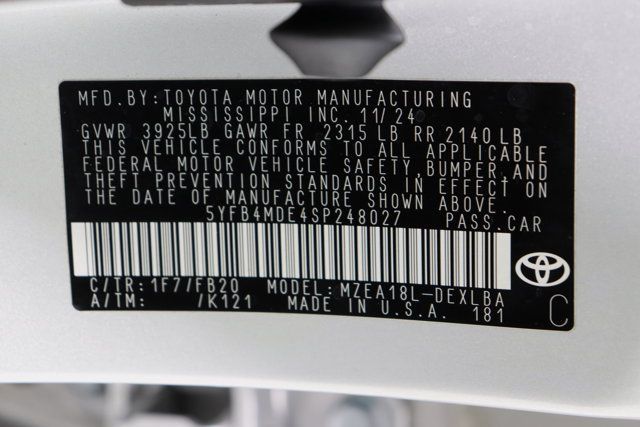 MFD. BY: TOYOTA MOTOR MANUFACTURING
MISSISSIPPI INC. 11/24
GVWR 3925LB GAWR FR 2315 LB RR 2140 LB
THIS VEHICLE CONFORMS TO ALL APPLICABLE
FEDERAL MOTOR VEHICLE SAFETY, BUMPER, AND
THEFT PREVENTION STANDARDS IN EFFECT ON
THE DATE OF MANUFACTURE SHOWN ABOVE.
5YFB4MDE4SP248027 PASS. CAR
C/TR: 1F7/FB20 MODEL: MZEA18L-DEXLBA
A/TM: /K121 MADE IN U.S.A. 181 C